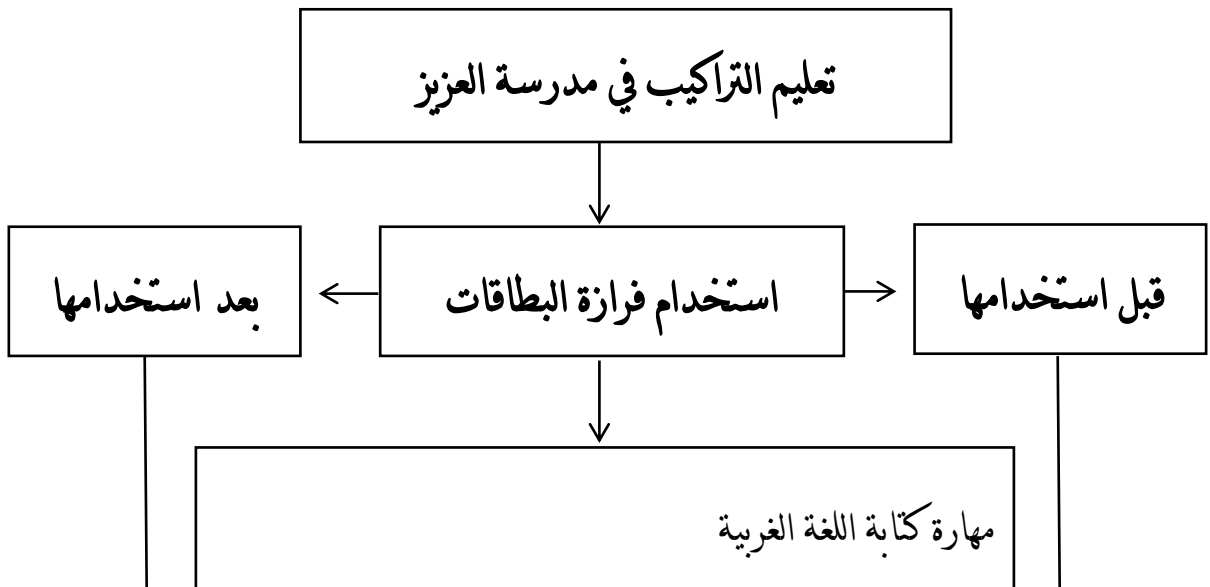 تعليم التراكيب في مدرسة العزيز
قبل استخدامها
استخدام فرازة البطاقات
بعد استخدامها
مهارة كتابة اللغة الغربية